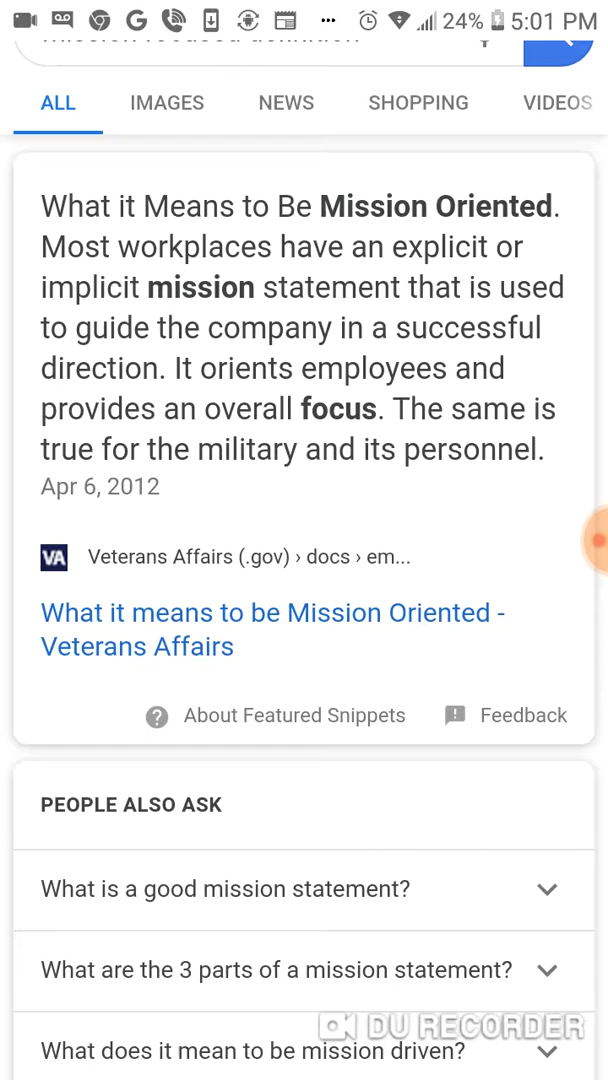 24% 5:01 PM
ALL IMAGES NEWS SHOPPING VIDEOS
What it Means to Be Mission Oriented.
Most workplaces have an explicit or
implicit mission statement that is used
to guide the company in a successful
direction. It orients employees and
provides an overall focus. The same is
true for the military and its personnel.
Apr 6, 2012
VA Veterans Affairs (.gov) › docs › em...
What it means to be Mission Oriented -
Veterans Affairs
About Featured Snippets Feedback
PEOPLE ALSO ASK
What is a good mission statement?
What are the 3 parts of a mission statement?
DU RECORDER
What does it mean to be mission driven?